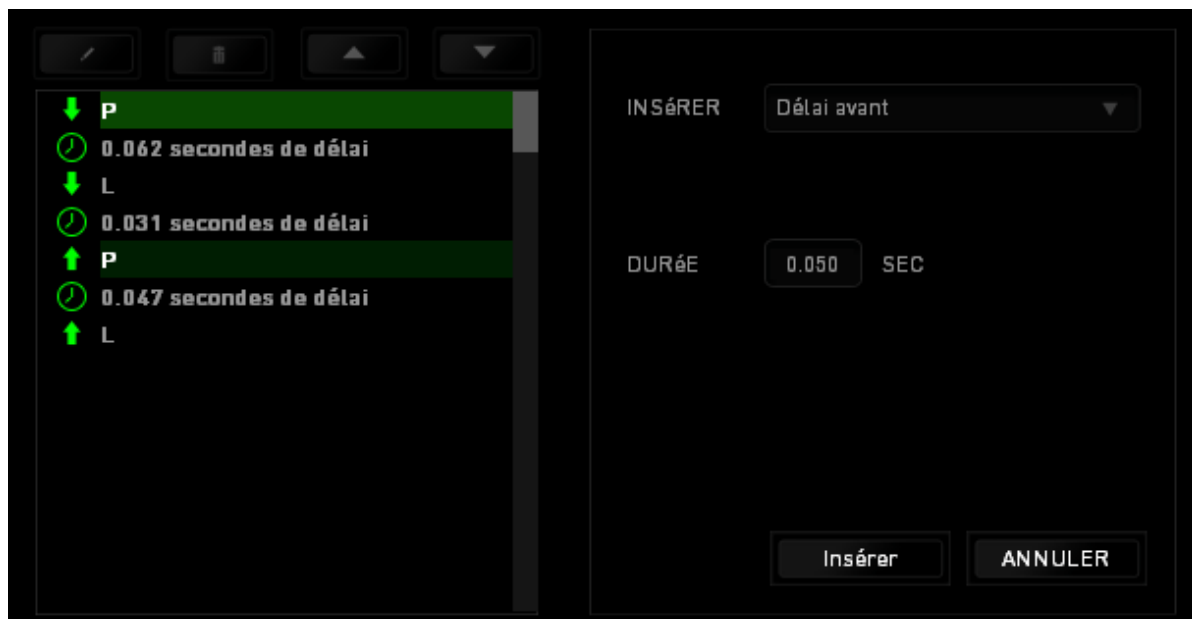 P
0.062 secondes de délai
L
0.031 secondes de délai
P
0.047 secondes de délai
L
INSéRER Délai avant
DURéE 0.050 SEC
Insérer ANNULER